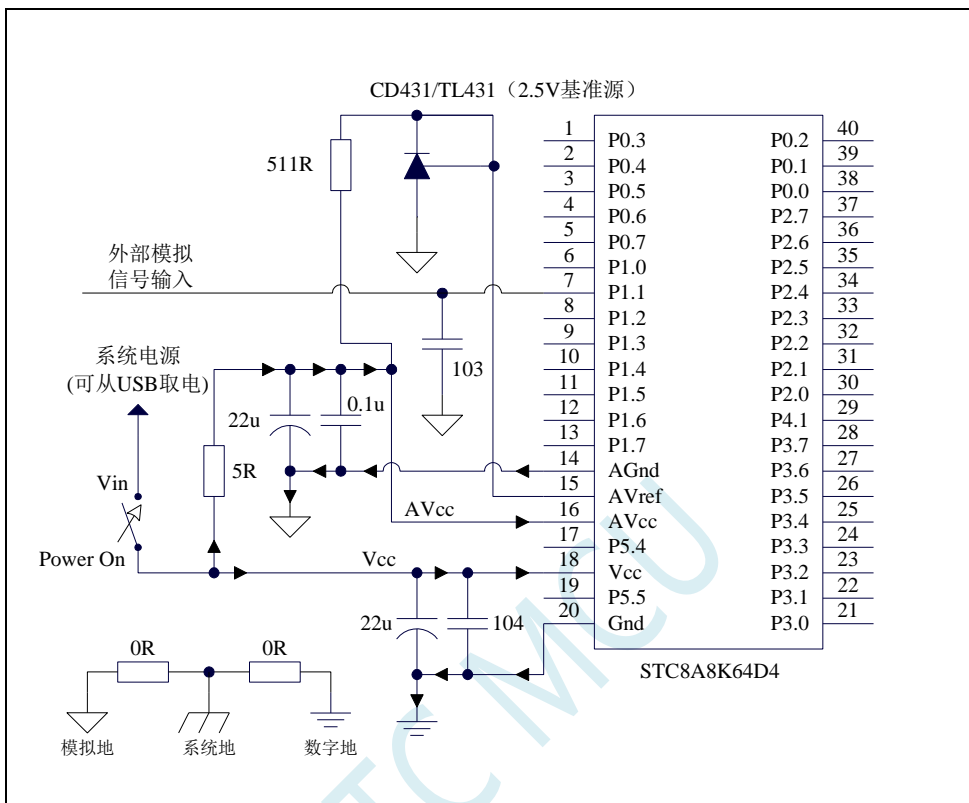 CD431/TL431（2.5V基准源）
511R
外部模拟
信号输入
103
系统电源
(可从USB取电)
22u
0.1u
5R
Vin
AVcc
Power On
Vcc
22u
104
0R
0R
模拟地
系统地
数字地
1 P0.3 P0.2 40
2 P0.4 P0.1 39
3 P0.5 P0.0 38
4 P0.6 P2.7 37
5 P0.7 P2.6 36
6 P1.0 P2.5 35
7 P1.1 P2.4 34
8 P1.2 P2.3 33
9 P1.3 P2.2 32
10 P1.4 P2.1 31
11 P1.5 P2.0 30
12 P1.6 P4.1 29
13 P1.7 P3.7 28
14 AGnd P3.6 27
15 AVref P3.5 26
16 AVcc P3.4 25
17 P5.4 P3.3 24
18 Vcc P3.2 23
19 P5.5 P3.1 22
20 Gnd P3.0 21
STC8A8K64D4
STC MCU